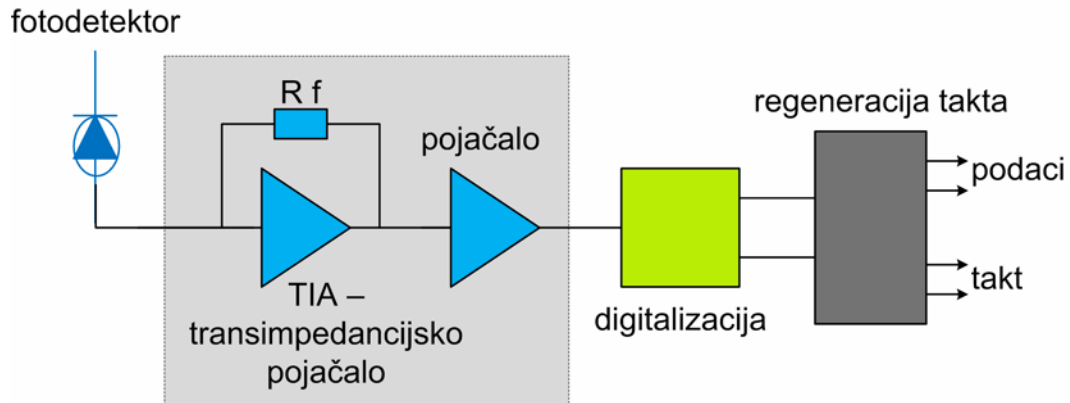 fotodetektor
R f
pojačalo
TIA –
transimpedancijsko
pojačalo
digitalizacija
regeneracija takta
podaci
takt